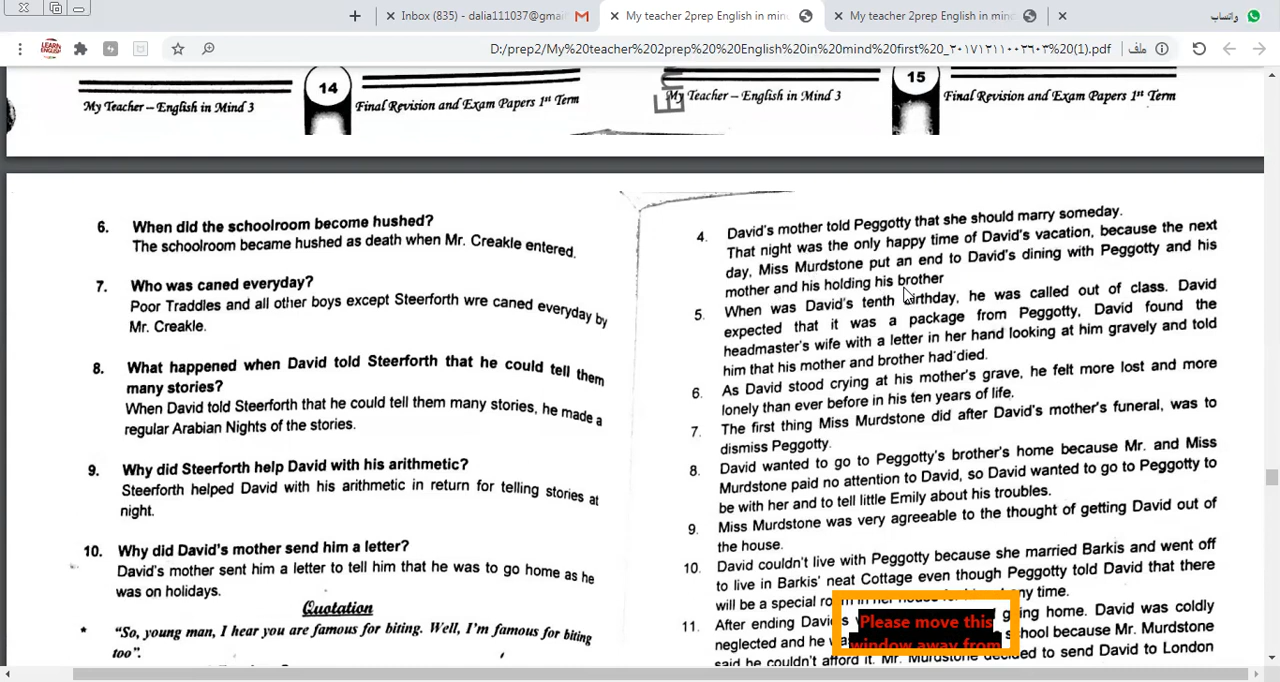 Inbox (835) - dalia111037@gmai
My teacher 2prep English in mind
My teacher 2prep English in mind
واتساب
D:/prep2/My%20teacher%202prep%20%20English%20in%20mind%20first%20_٢٠١٧١٢١١٠٠٢٦٠٣%20(1).pdf
ملف
14
My Teacher – English in Mind 3
Final Revision and Exam Papers 1st Term
15
My Teacher – English in Mind 3
Final Revision and Exam Papers 1st Term
6. When did the schoolroom become hushed?
The schoolroom became hushed as death when Mr. Creakle entered.
7. Who was caned everyday?
Poor Traddles and all other boys except Steerforth wre caned everyday by
Mr. Creakle.
8. What happened when David told Steerforth that he could tell them
many stories?
When David told Steerforth that he could tell them many stories, he made a
regular Arabian Nights of the stories.
9. Why did Steerforth help David with his arithmetic?
Steerforth helped David with his arithmetic in return for telling stories at
night.
10. Why did David's mother send him a letter?
David's mother sent him a letter to tell him that he was to go home as he
was on holidays.
Quotation
* "So, young man, I hear you are famous for biting. Well, I'm famous for biting
too".
4. David's mother told Peggotty that she should marry someday.
That night was the only happy time of David's vacation, because the next
day, Miss Murdstone put an end to David's dining with Peggotty and his
mother and his holding his brother
5. When was David's tenth birthday, he was called out of class. David
expected that it was a package from Peggotty, David found the
headmaster's wife with a letter in her hand looking at him gravely and told
him that his mother and brother had died.
6. As David stood crying at his mother's grave, he felt more lost and more
lonely than ever before in his ten years of life.
7. The first thing Miss Murdstone did after David's mother's funeral, was to
dismiss Peggotty.
8. David wanted to go to Peggotty's brother's home because Mr. and Miss
Murdstone paid no attention to David, so David wanted to go to Peggotty to
be with her and to tell little Emily about his troubles.
9. Miss Murdstone was very agreeable to the thought of getting David out of
the house.
10. David couldn't live with Peggotty because she married Barkis and went off
to live in Barkis' neat Cottage even though Peggotty told David that there
will be a special any time.
11. After ending David's going home. David was coldly
neglected and he school because Mr. Murdstone
said he couldn't afford it. Mr. Murdstone decided to send David to London
Please move this
window away from